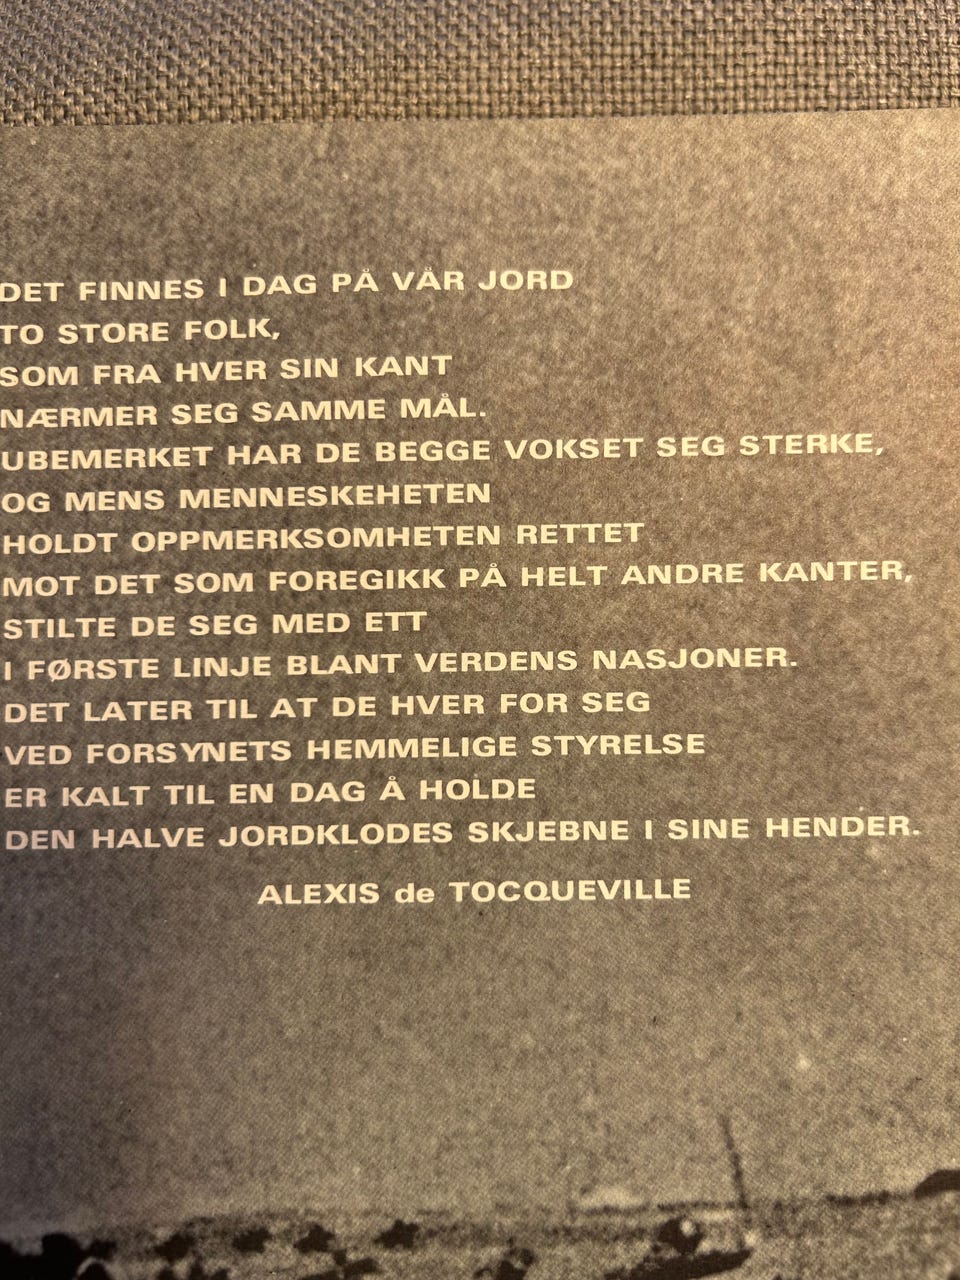 DET FINNES I DAG PÅ VÅR JORD
TO STORE FOLK,
SOM FRA HVER SIN KANT
NÆRMER SEG SAMME MÅL.
UBEMERKET HAR DE BEGGE VOKSET SEG STERKE,
OG MENS MENNESKEHETEN
HOLDT OPPMERKSOMHETEN RETTET
MOT DET SOM FOREGIKK PÅ HELT ANDRE KANTER,
STILTE DE SEG MED ETT
I FØRSTE LINJE BLANT VERDENS NASJONER.
DET LATER TIL AT DE HVER FOR SEG
VED FORSYNETS HEMMELIGE STYRELSE
ER KALT TIL EN DAG Å HOLDE
DEN HALVE JORDKLODES SKJEBNE I SINE HENDER.
ALEXIS de TOCQUEVILLE